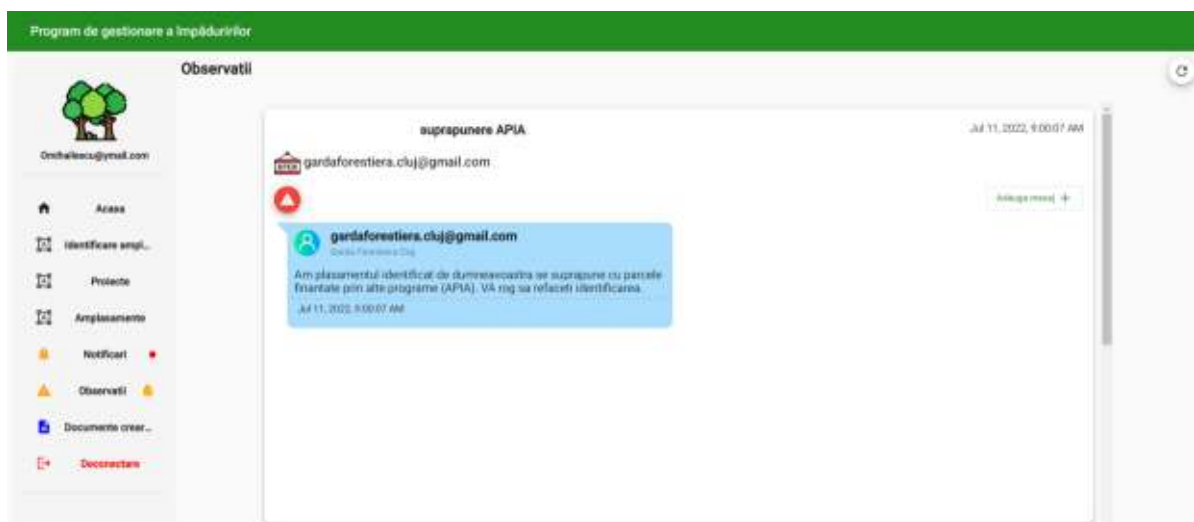 Program de gestionare a împăduririlor
Observatii
suprapunere APIA
Jul 11, 2022, 9:00:07 AM
gardaforestiera.cluj@gmail.com
Adauga mesaj +
gardaforestiera.cluj@gmail.com
Garda Forestiera Cluj
Am plasamentul identificat de dumneavoastra se suprapune cu parcele
finantate prin alte programe (APIA). VA rog sa refaceti identificarea.
Jul 11, 2022, 9:00:07 AM
Acasa
Identificare ampl...
Proiecte
Amplasamente
Notificari
Observatii
Documente crear...
Deconectare